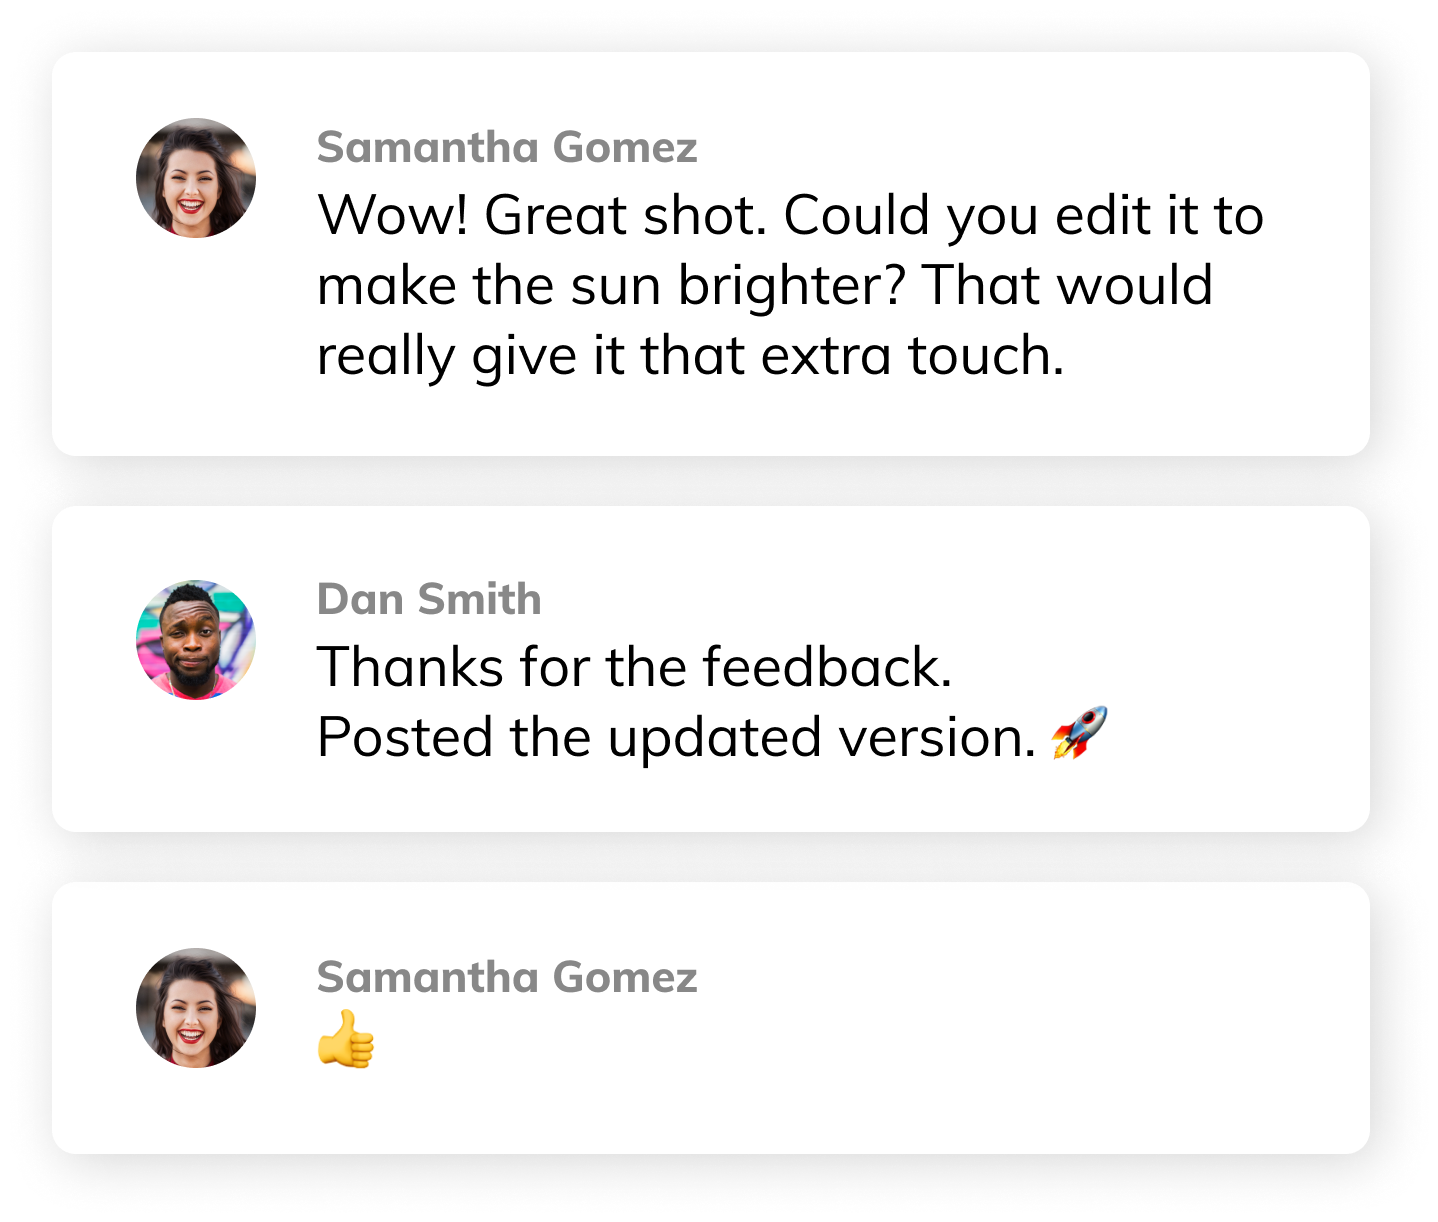 Samantha Gomez
Wow! Great shot. Could you edit it to
make the sun brighter? That would
really give it that extra touch.
Dan Smith
Thanks for the feedback.
Posted the updated version. 🚀
Samantha Gomez
👍